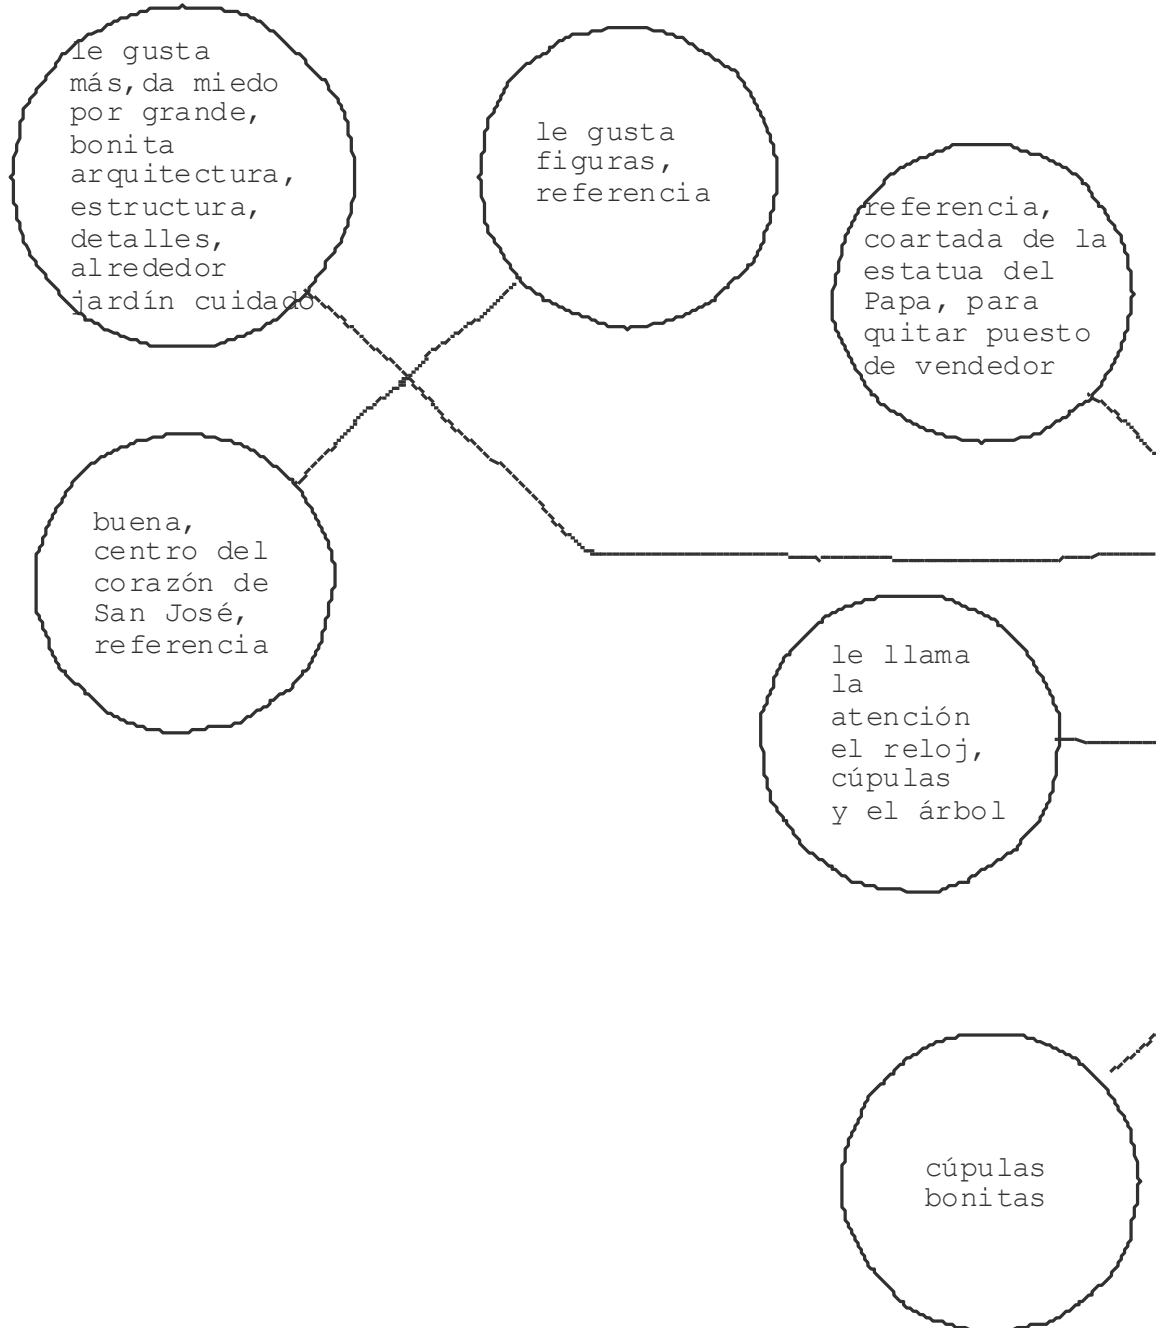 le gusta
más,da miedo
por grande,
bonita
arquitectura,
estructura,
detalles,
alrededor
jardín cuidado
le gusta
figuras,
referencia
referencia,
coartada de la
estatua del
Papa, para
quitar puesto
de vendedor
buena,
centro del
corazón de
San José,
referencia
le llama
la
atención
el reloj,
cúpulas
y el árbol
cúpulas
bonitas